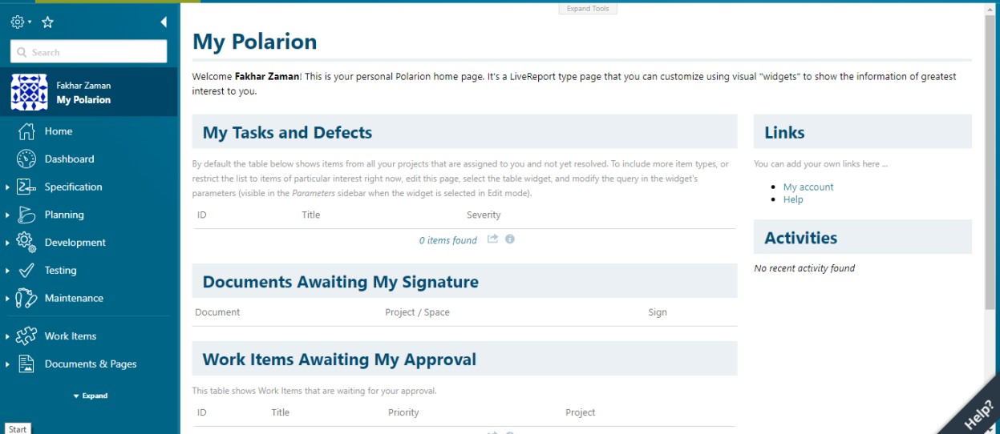 Expand Tools
Search
Fakhar Zaman
My Polarion
Home
Dashboard
Specification
Planning
Development
Testing
Maintenance
Work Items
Documents & Pages
Expand
Start
My Polarion
Welcome Fakhar Zaman! This is your personal Polarion home page. It's a LiveReport type page that you can customize using visual "widgets" to show the information of greatest
interest to you.
My Tasks and Defects
By default the table below shows items from all your projects that are assigned to you and not yet resolved. To include more item types, or
restrict the list to items of particular interest right now, edit this page, select the table widget, and modify the query in the widget's
parameters (visible in the Parameters sidebar when the widget is selected in Edit mode).
ID Title Severity
0 items found
Documents Awaiting My Signature
Document Project / Space Sign
Work Items Awaiting My Approval
This table shows Work Items that are waiting for your approval.
ID Title Priority Project
Links
You can add your own links here ...
My account
Help
Activities
No recent activity found
Help?